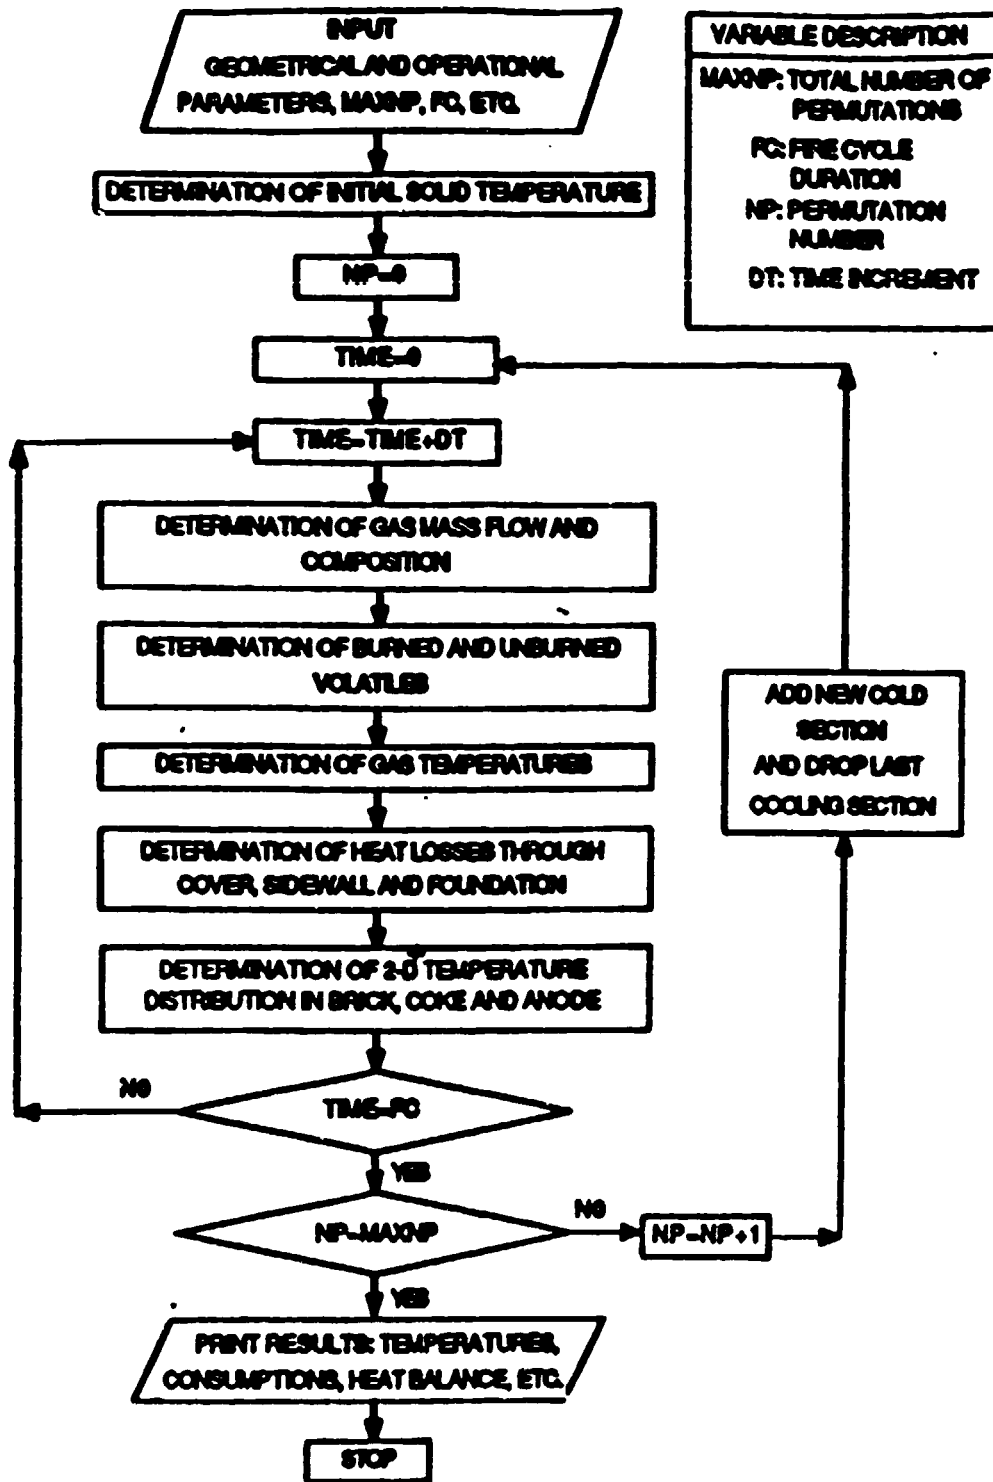 INPUT
GEOMETRICAL AND OPERATIONAL
PARAMETERS, MAXNP, FC, ETC.
DETERMINATION OF INITIAL SOLID TEMPERATURE
NP=0
TIME=0
TIME=TIME+DT
DETERMINATION OF GAS MASS FLOW AND
COMPOSITION
DETERMINATION OF BURNED AND UNBURNED
VOLATILES
DETERMINATION OF GAS TEMPERATURES
DETERMINATION OF HEAT LOSSES THROUGH
COVER, SIDEWALL AND FOUNDATION
DETERMINATION OF 2-D TEMPERATURE
DISTRIBUTION IN BRICK, COKE AND ANODE
NO
TIME=FC
YES
NP=MAXNP
NO
NP=NP+1
YES
ADD NEW COLD
SECTION
AND DROP LAST
COOLING SECTION
PRINT RESULTS: TEMPERATURES,
CONSUMPTIONS, HEAT BALANCE, ETC.
STOP
VARIABLE DESCRIPTION
MAXNP: TOTAL NUMBER OF
PERMUTATIONS
FC: FIRE CYCLE
DURATION
NP: PERMUTATION
NUMBER
DT: TIME INCREMENT